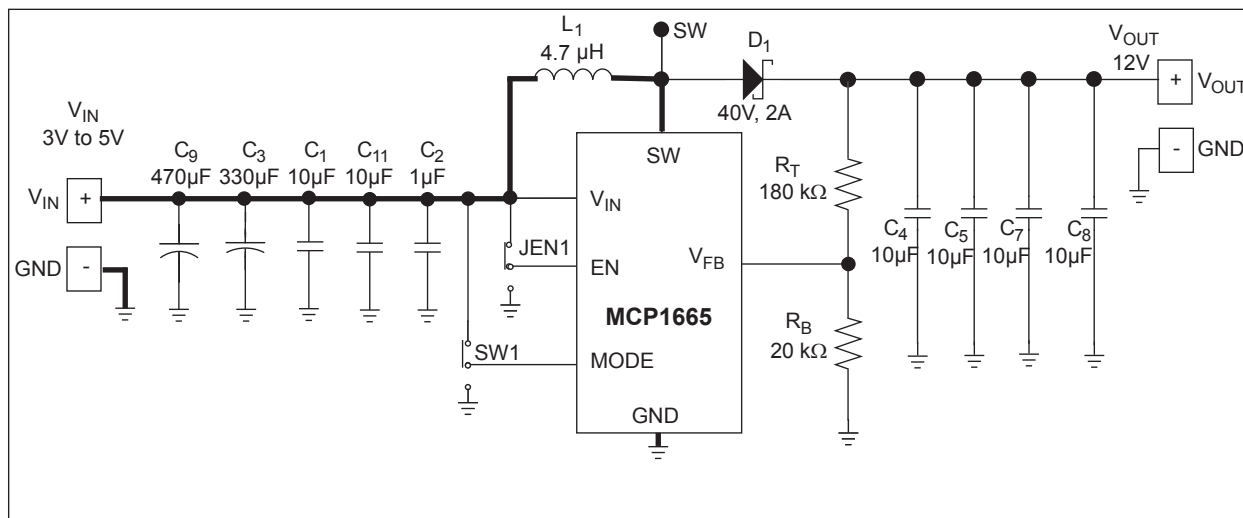 L1
4.7 µH
SW
D1
40V, 2A
VOUT
12V
+
VOUT
-
GND
VIN
3V to 5V
VIN
+
GND
-
C9
470µF
C3
330µF
C1
10µF
C11
10µF
C2
1µF
JEN1
SW1
SW
VIN
EN
VFB
MCP1665
MODE
GND
RT
180 kΩ
RB
20 kΩ
C4
10µF
C5
10µF
C7
10µF
C8
10µF